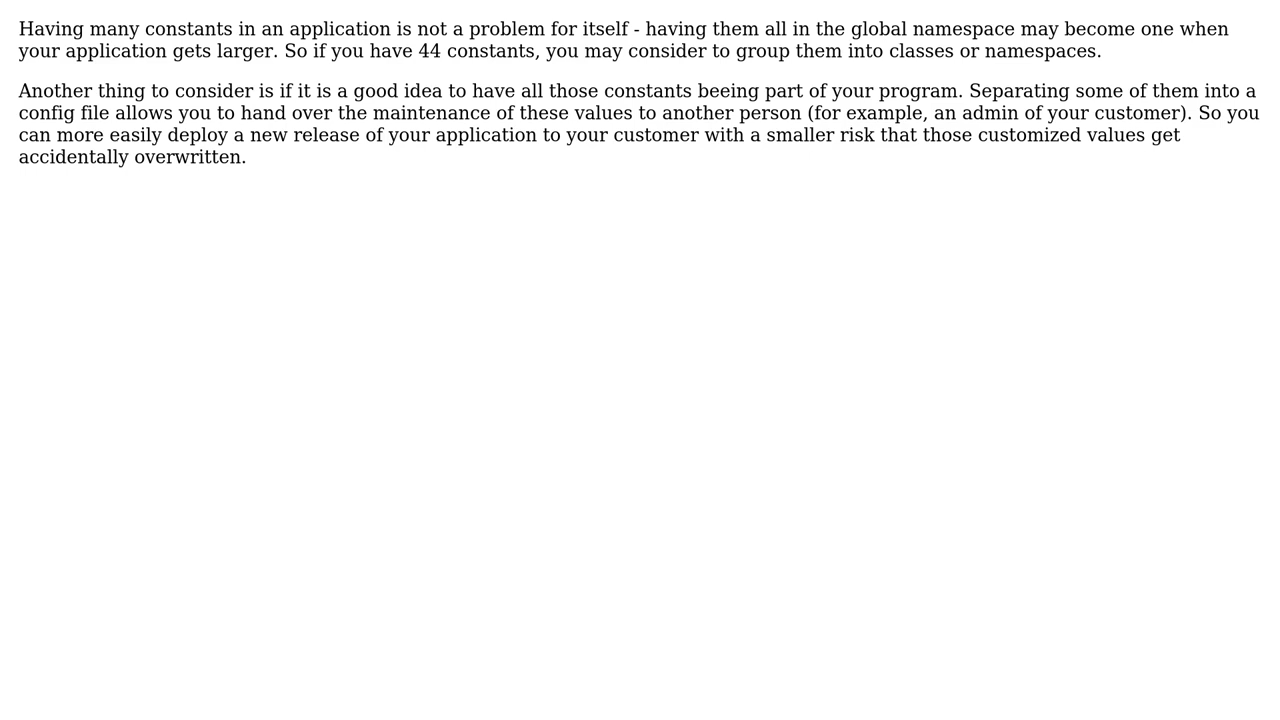 Having many constants in an application is not a problem for itself - having them all in the global namespace may become one when
your application gets larger. So if you have 44 constants, you may consider to group them into classes or namespaces.
Another thing to consider is if it is a good idea to have all those constants beeing part of your program. Separating some of them into a
config file allows you to hand over the maintenance of these values to another person (for example, an admin of your customer). So you
can more easily deploy a new release of your application to your customer with a smaller risk that those customized values get
accidentally overwritten.